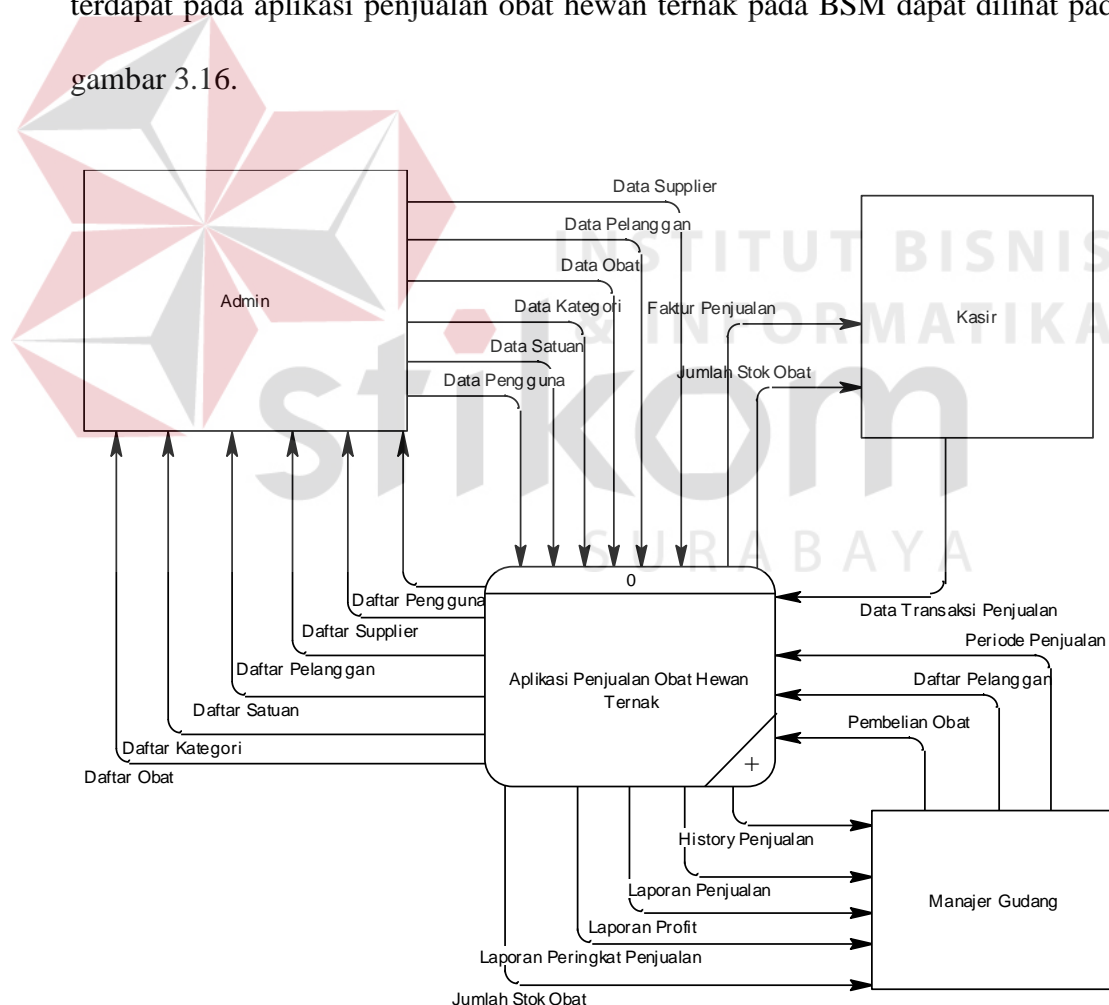 terdapat pada aplikasi penjualan obat hewan ternak pada BSM dapat dilihat pad
gambar 3.16.
Data Supplier
Data Pelanggan
INSTITUT BISNIS
Data Obat
Admin
Data Kategori
Faktur Penjualan
& INFORMATIKA
Kasir
Data Satuan
Data Pengguna
Jumlah Stok Obat
stikom
SURABAYA
0
Daftar Pengguna
Data Transaksi Penjualan
Daftar Supplier
Periode Penjualan
Daftar Pelanggan
Aplikasi Penjualan Obat Hewan
Ternak
Daftar Pelanggan
Daftar Satuan
Pembelian Obat
Daftar Kategori
+
Daftar Obat
History Penjualan
Laporan Penjualan
Manajer Gudang
Laporan Profit
Laporan Peringkat Penjualan
Jumlah Stok Obat